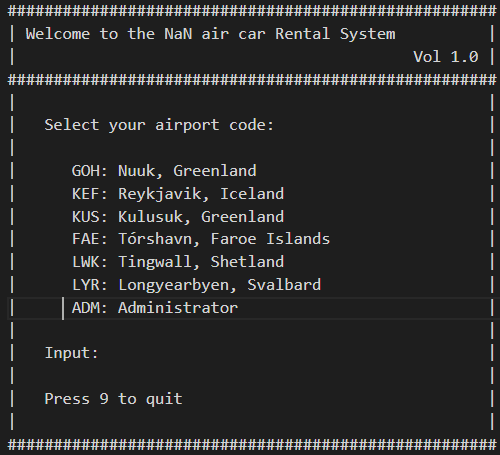 #####################################################
| Welcome to the NaN air car Rental System          |
|                                           Vol 1.0 |
#####################################################
|                                                   |
|   Select your airport code:                       |
|                                                   |
|      GOH: Nuuk, Greenland                         |
|      KEF: Reykjavik, Iceland                      |
|      KUS: Kulusuk, Greenland                      |
|      FAE: Tórshavn, Faroe Islands                 |
|      LWK: Tingwall, Shetland                      |
|      LYR: Longyearbyen, Svalbard                  |
|      ADM: Administrator                           |
|                                                   |
|   Input:                                          |
|                                                   |
|   Press 9 to quit                                 |
|                                                   |
#####################################################